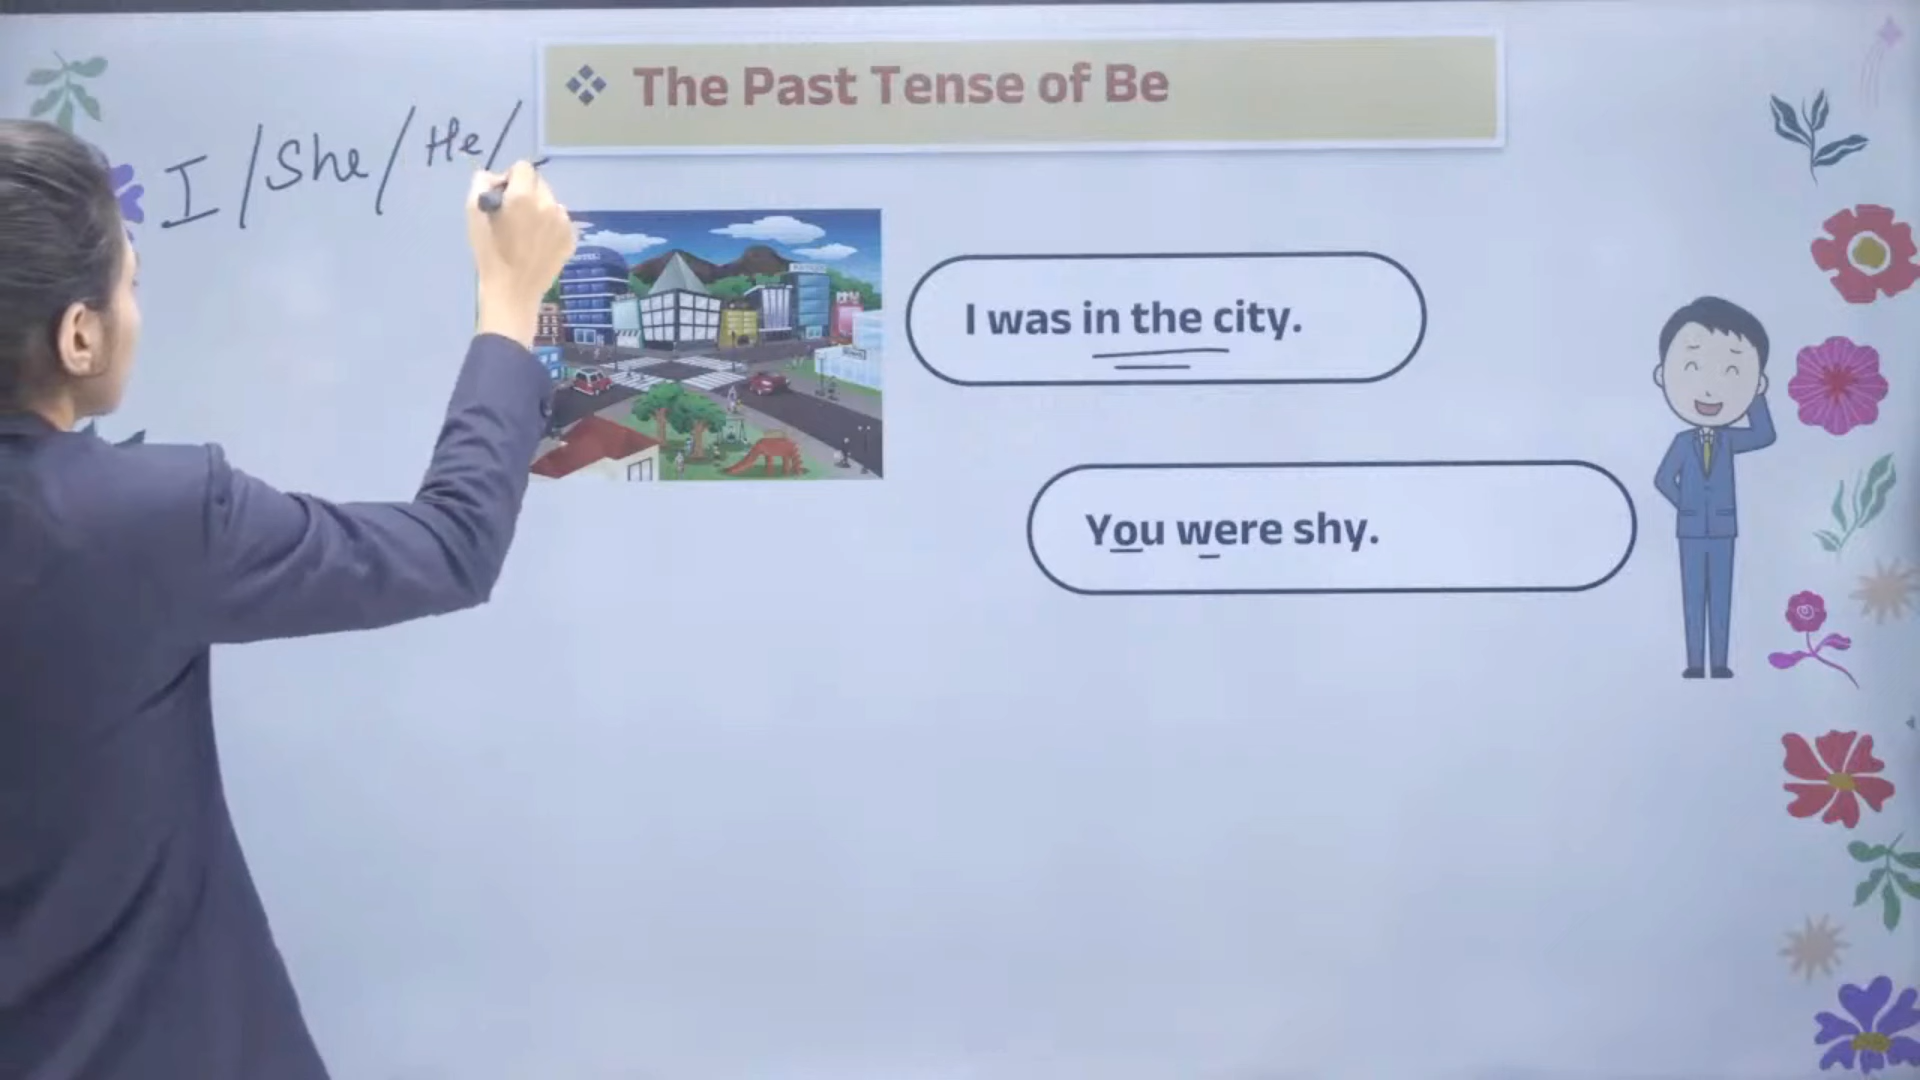 The Past Tense of Be
I /She/ He/
I was in the city.
You were shy.